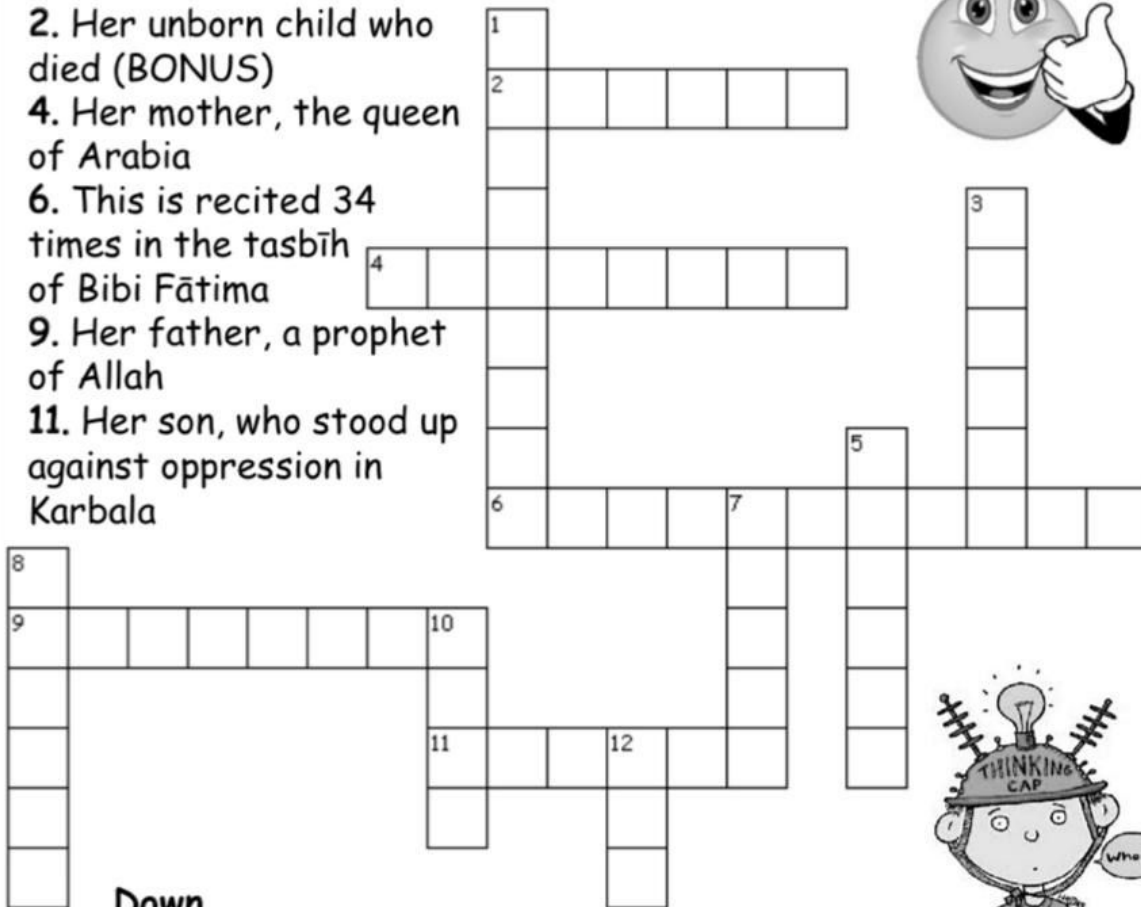 2. Her unborn child who
died (BONUS)
4. Her mother, the queen
of Arabia
6. This is recited 34
times in the tasbīh
of Bibi Fātima
9. Her father, a prophet
of Allah
11. Her son, who stood up
against oppression in
Karbala
1
2
3
4
5
6 7
8
9 10
11 12
THINKING
CAP
Who
Down